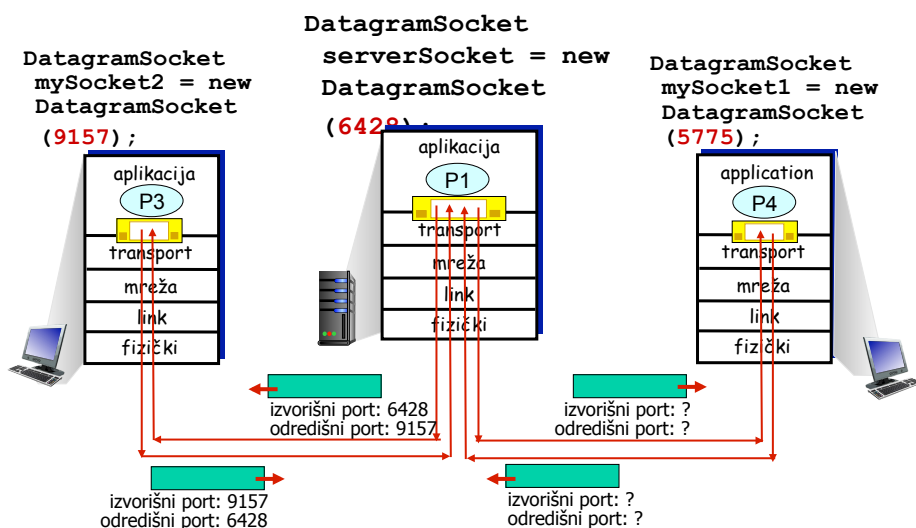 DatagramSocket
mySocket2 = new
DatagramSocket
(9157);
DatagramSocket
serverSocket = new
DatagramSocket
(6428);
DatagramSocket
mySocket1 = new
DatagramSocket
(5775);
aplikacija
P3
transport
mreža
link
fizički
aplikacija
P1
transport
mreža
link
fizički
application
P4
transport
mreža
link
fizički
izvorišni port: 6428
odredišni port: 9157
izvorišni port: ?
odredišni port: ?
izvorišni port: 9157
odredišni port: 6428
izvorišni port: ?
odredišni port: ?